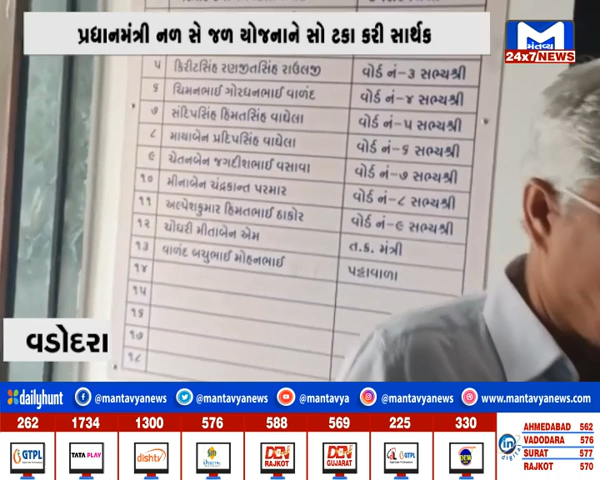 પ્રધાનમંત્રી નળ સે જળ યોજનાને સો ટકા કરી સાર્થક
મંતવ્ય
24x7NEWS
૫ કિરીટસિંહ રણજીતસિંહ રાઉલજી વોર્ડ નં-૩ સભ્યશ્રી
૬ ચિમનભાઈ ગોરધનભાઈ વાળંદ વોર્ડ નં-૪ સભ્યશ્રી
૭ સંદિપસિંહ હિમતસિંહ વાઘેલા વોર્ડ નં-૫ સભ્યશ્રી
૮ માયાબેન પ્રદિપસિંહ વાઘેલા વોર્ડ નં-૬ સભ્યશ્રી
૯ ચેતનબેન જગદીશભાઈ વસાવા વોર્ડ નં-૭ સભ્યશ્રી
૧૦ મીનાબેન ચંદ્રકાન્ત પરમાર વોર્ડ નં-૮ સભ્યશ્રી
૧૧ અલ્પેશકુમાર હિમતભાઈ ઠાકોર વોર્ડ નં-૯ સભ્યશ્રી
૧૨ ચૌધરી મીતાબેન એમ ત.ક. મંત્રી
૧૩ વાળંદ બચુભાઈ મોહનભાઈ પટ્ટાવાળા
૧૪
૧૫
૧૬
૧૭
૧૮
વડોદરા
dailyhunt @mantavyanews @mantavya @mantavyanews www.mantavyanews.com
262 1734 1300 576 588 569 225 330
GTPL TATA PLAY dishtv DEN RAJKOT DEN GUJARAT GTPL DEN
in digital
AHMEDABAD 562
VADODARA 576
SURAT 577
RAJKOT 570